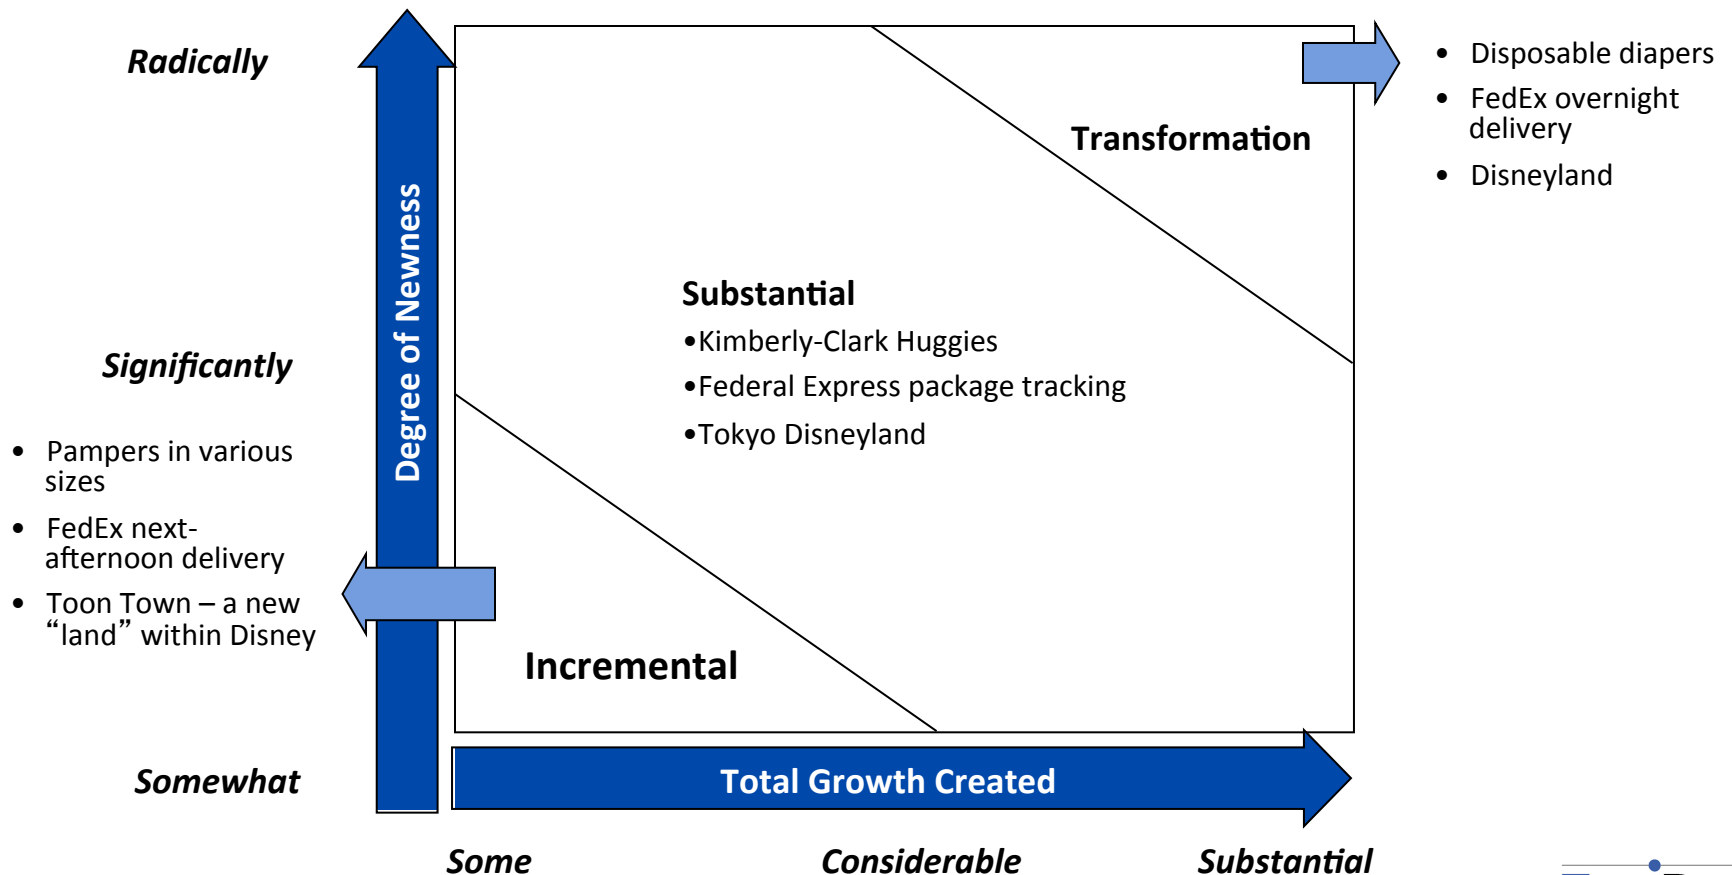 Radically
Degree of Newness
Transformation
• Disposable diapers
• FedEx overnight
delivery
• Disneyland
Substantial
•Kimberly-Clark Huggies
•Federal Express package tracking
•Tokyo Disneyland
Significantly
• Pampers in various
sizes
• FedEx next-
afternoon delivery
• Toon Town – a new
“land” within Disney
Incremental
Somewhat
Total Growth Created
Some
Considerable
Substantial